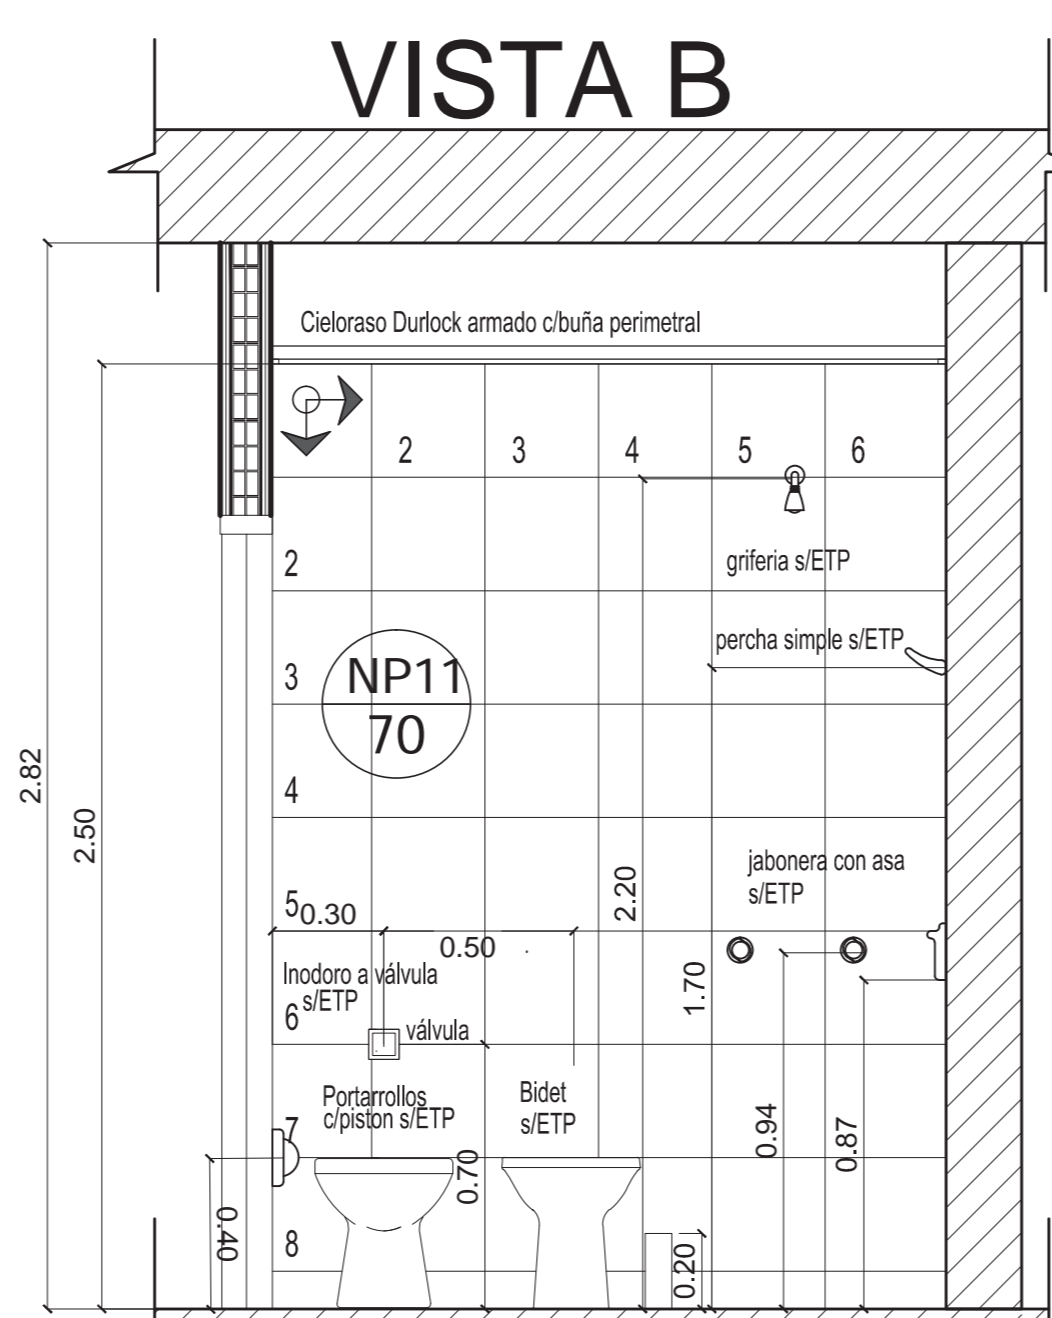 VISTA B
Cieloraso Durlock armado c/buña perimetral
2 3 4 5 6
2
griferia s/ETP
percha simple s/ETP
3
NP11
70
2.82
4
2.50
jabonera con asa
s/ETP
2.20
5
0.30
0.50
Inodoro a válvula
s/ETP
1.70
6
válvula
Portarrollos
c/piston s/ETP
Bidet
s/ETP
7
0.94
0.87
0.70
0.40
8
0.20